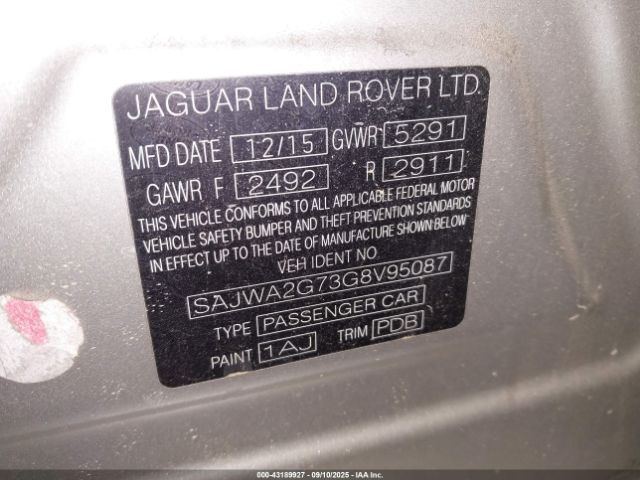 JAGUAR LAND ROVER LTD.
MFD DATE 12/15 GVWR 5291
GAWR F 2492 R 2911
THIS VEHICLE CONFORMS TO ALL APPLICABLE FEDERAL MOTOR
VEHICLE SAFETY BUMPER AND THEFT PREVENTION STANDARDS
IN EFFECT UP TO THE DATE OF MANUFACTURE SHOWN BELOW
VEH IDENT NO.
SAJWA2G73G8V95087
TYPE PASSENGER CAR
PAINT 1AJ TRIM PDB
000-43189927 | 09/10/2025 — IAA Inc.